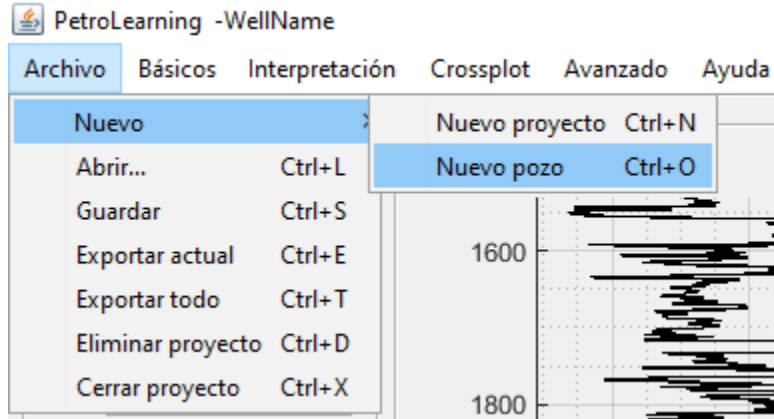 PetroLearning -WellName
Archivo Básicos Interpretación Crossplot Avanzado Ayuda
Nuevo
Nuevo proyecto Ctrl+N
Abrir... Ctrl+L
Nuevo pozo Ctrl+O
Guardar Ctrl+S
Exportar actual Ctrl+E
Exportar todo Ctrl+T
Eliminar proyecto Ctrl+D
Cerrar proyecto Ctrl+X
1600
1800